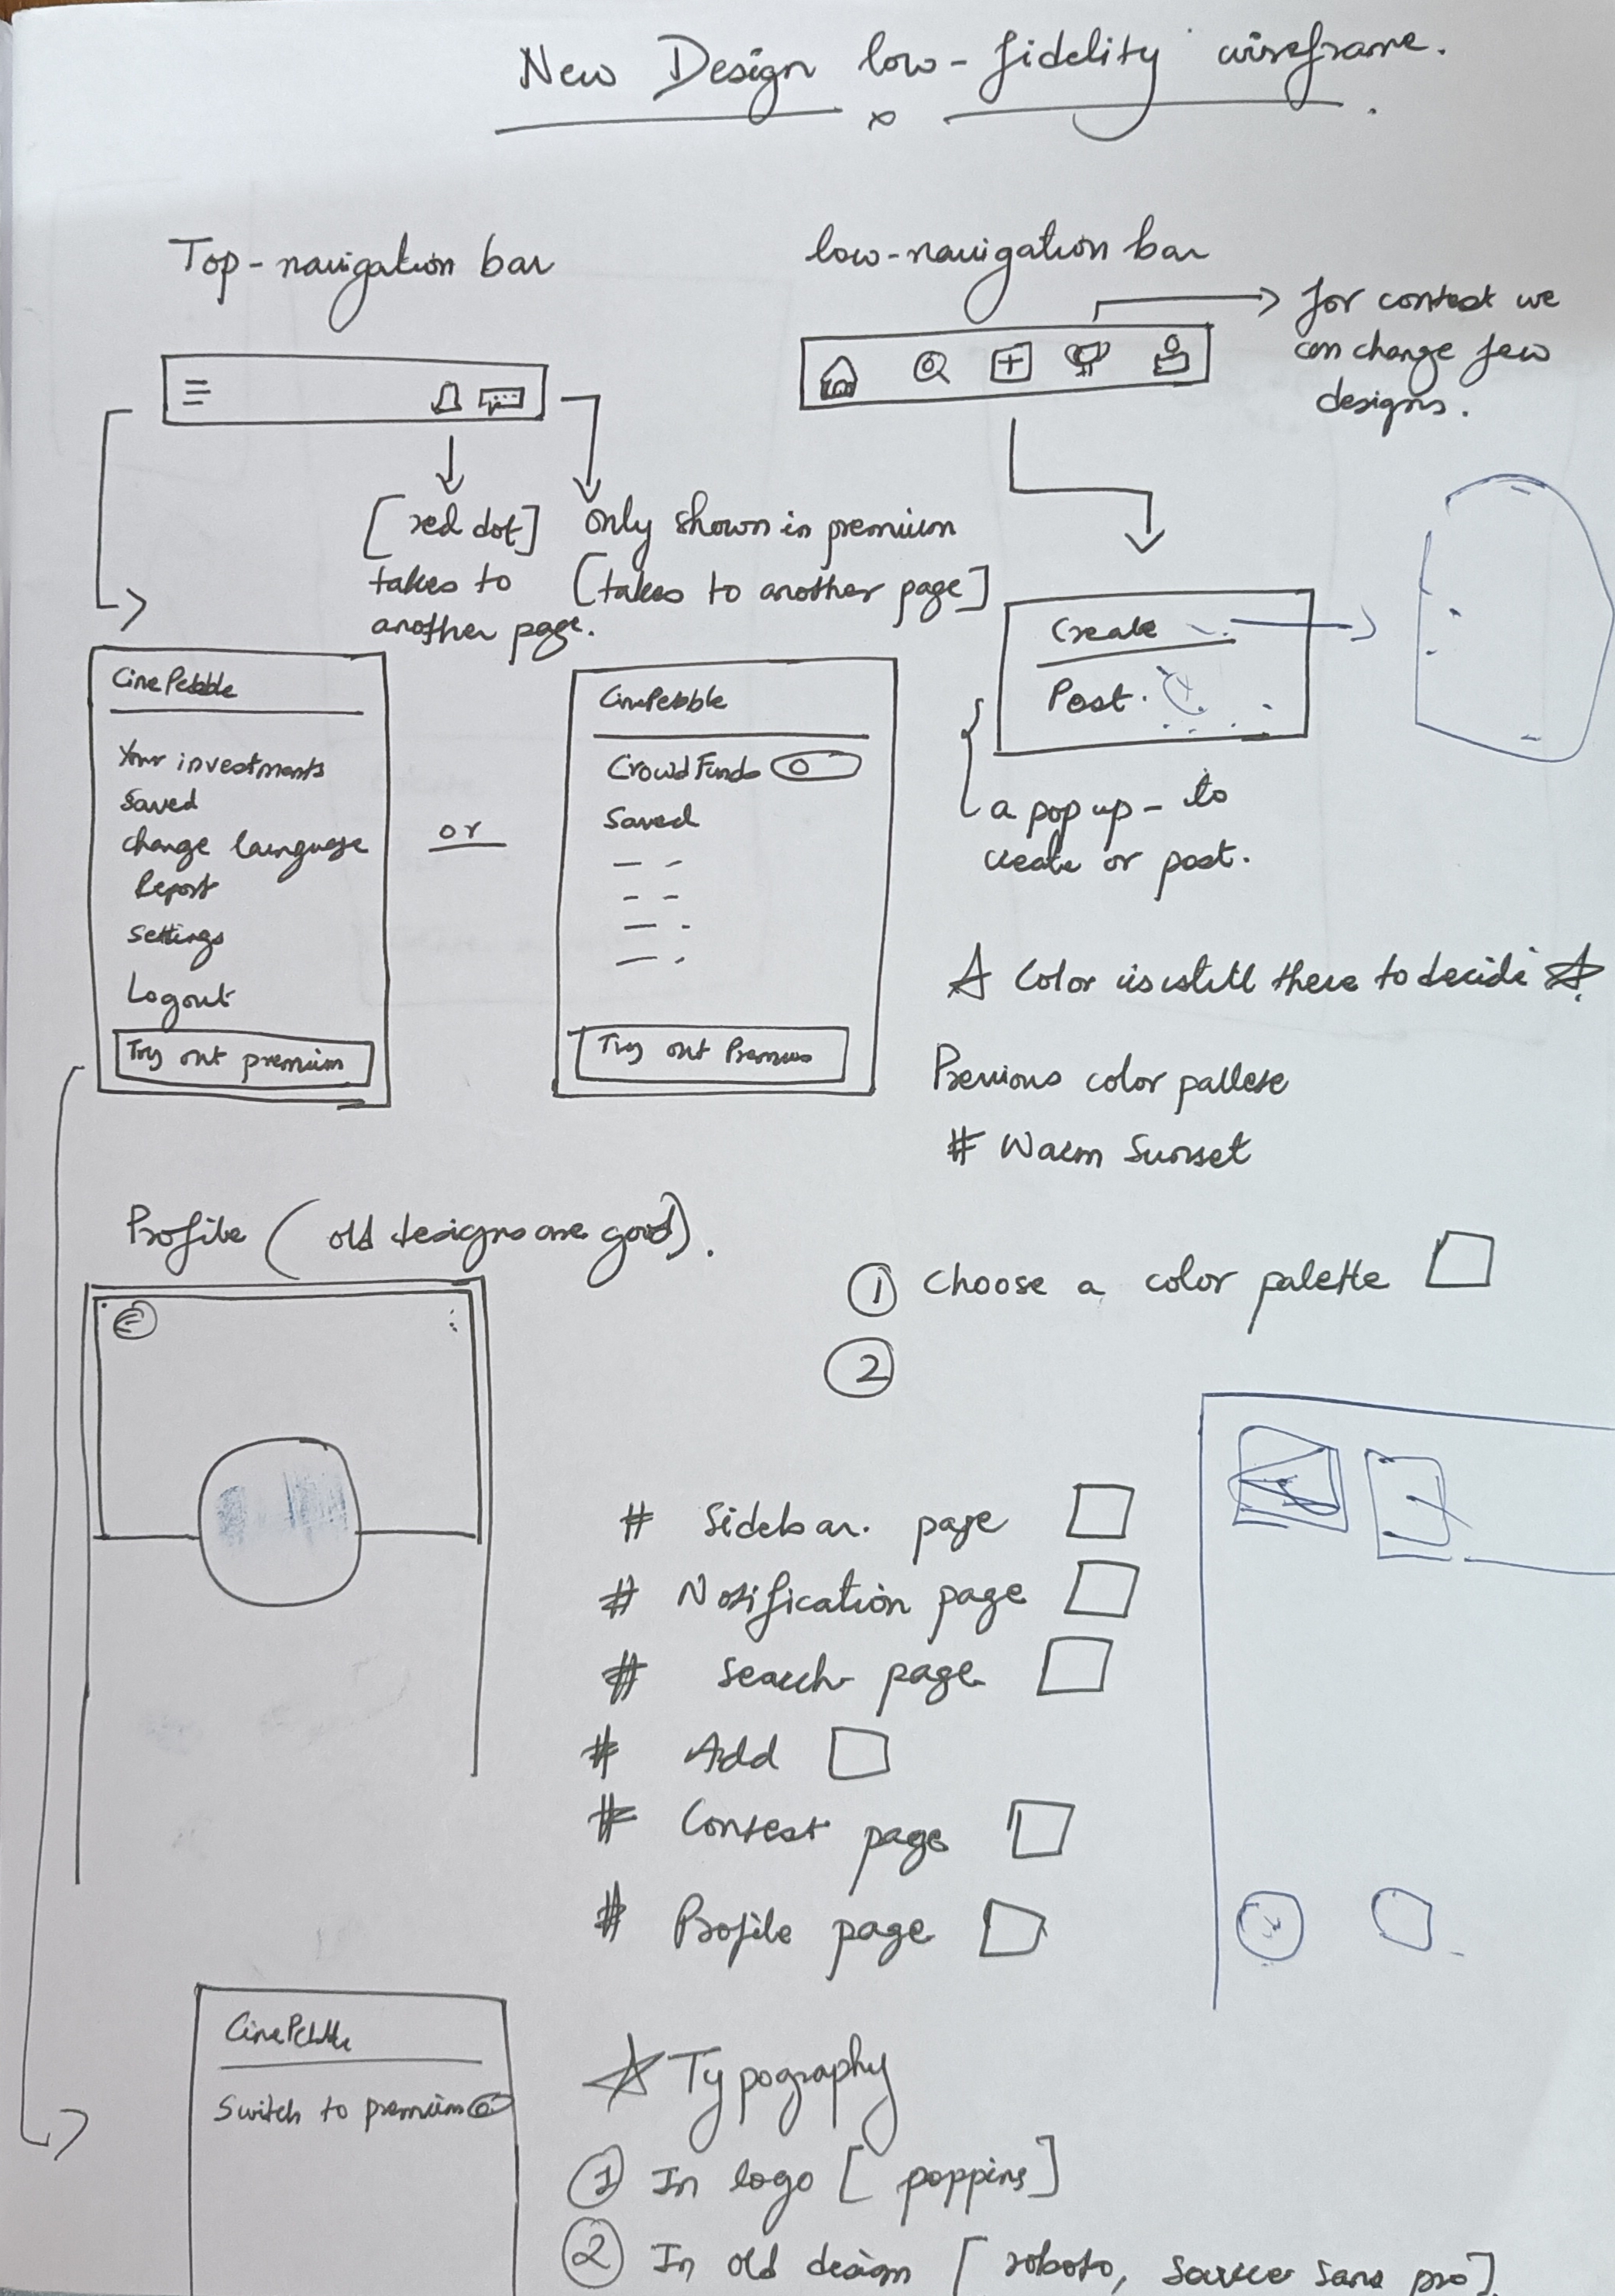 New Design low-fidelity wireframe.
Top-navigation bar
low-navigation bar
for contest we
can change few
designs.
[red dot]
takes to
another page.
only shown in premium
[takes to another page]
Create
Post.
a pop up - to
create or post.
CinePebble
Your investments
Saved
change language
Report
Settings
Logout
Try out premium
or
CinePebble
CrowdFunds
Saved
Try out Premium
Color is still there to decide
Previous color pallete
# Warm Sunset
Profile (old designs are good).
1 Choose a color palette
2
# Sidebar page
# Notification page
# Search page
# Add
# Contest page
# Profile page
CinePebble
Switch to premium
Typography
1 In logo [poppins]
2 In old design [roboto, source sans pro]